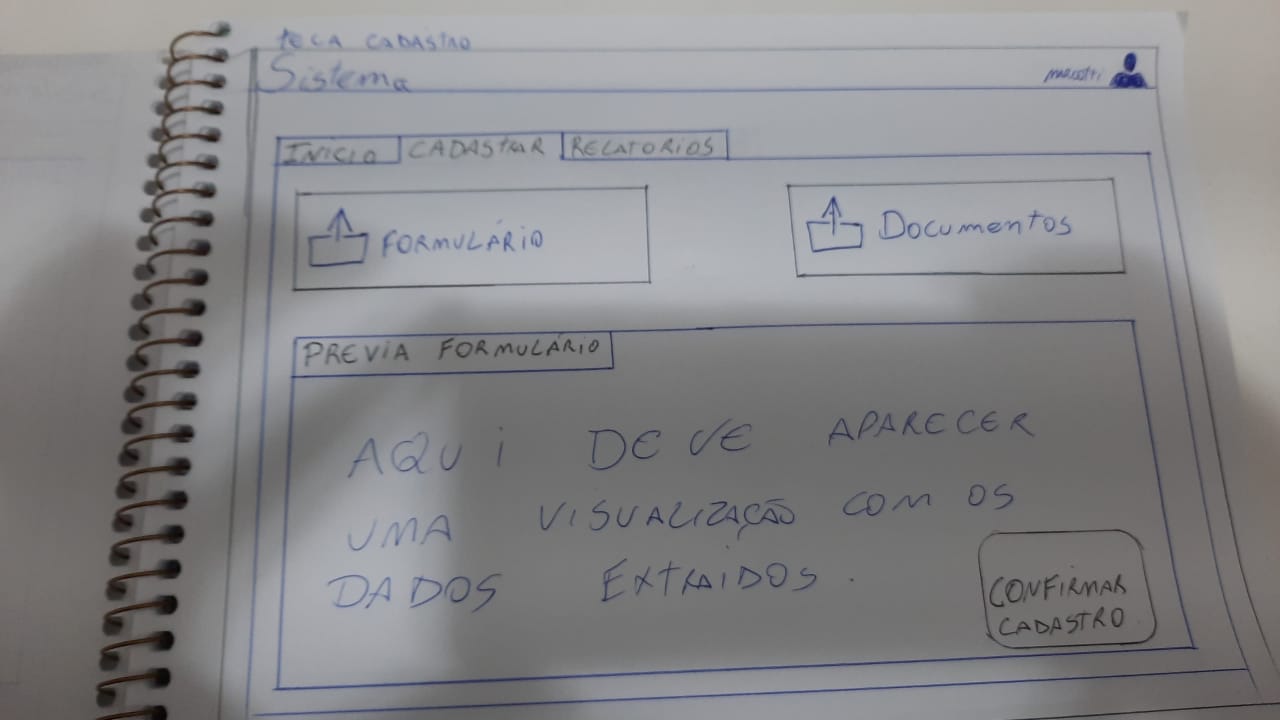 TELA CADASTRO
Sistema
INICIO CADASTRAR RELATORIOS
FORMULÁRIO
Documentos
PREVIA FORMULÁRIO
AQUI DEVE APARECER
UMA VISUALIZAÇÃO COM OS
DADOS EXTRAIDOS.
CONFIRMAR
CADASTRO